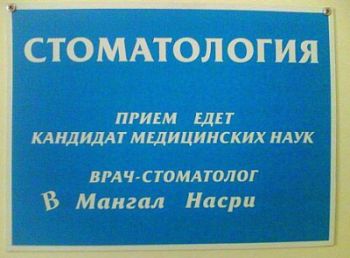 СТОМАТОЛОГИЯ
ПРИЕМ ЕДЕТ
КАНДИДАТ МЕДИЦИНСКИХ НАУК
ВРАЧ-СТОМАТОЛОГ
В Мангал Насри